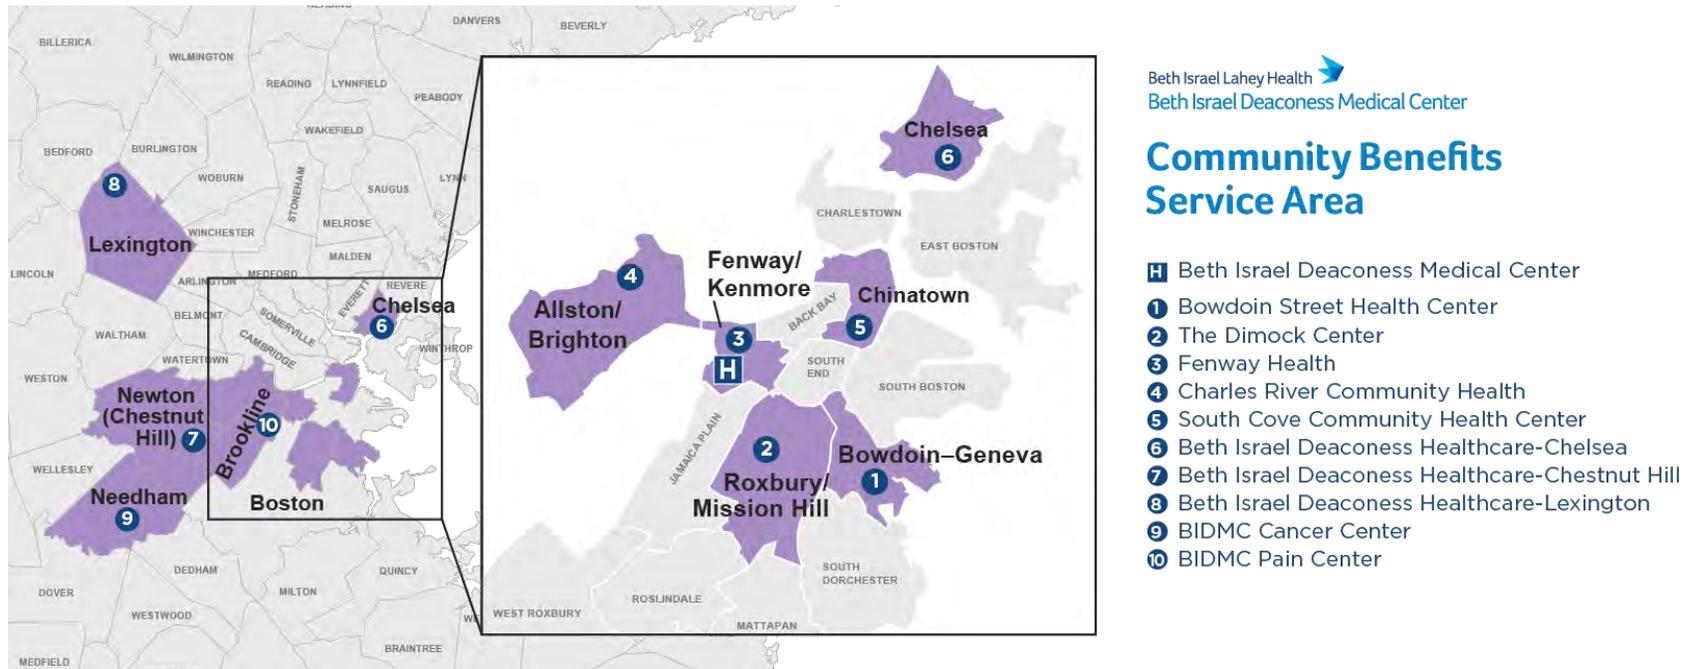 DANVERS
BEVERLY
BILLERICA
WILMINGTON
READING
LYNNFIELD
PEABODY
WAKEFIELD
BEDFORD
BURLINGTON
WOBURN
STONEHAM
SAUGUS
LYNN
8
Lexington
WINCHESTER
MELROSE
MALDEN
LINCOLN
ARLINGTON
MEDFORD
EVERETT
REVERE
Chelsea
6
BELMONT
SOMERVILLE
CAMBRIDGE
WALTHAM
WINTHROP
WATERTOWN
WESTON
Newton
(Chestnut
Hill)
7
Brookline
10
WELLESLEY
Needham
9
Boston
DOVER
DEDHAM
QUINCY
MILTON
WESTWOOD
BRAINTREE
MEDFIELD
Chelsea
6
CHARLESTOWN
EAST BOSTON
4
Allston/
Brighton
Fenway/
Kenmore
3
H
BACK BAY
Chinatown
5
SOUTH
END
SOUTH BOSTON
JAMAICA PLAIN
2
Roxbury/
Mission Hill
Bowdoin–Geneva
1
SOUTH
DORCHESTER
WEST ROXBURY
ROSLINDALE
MATTAPAN
Beth Israel Lahey Health
Beth Israel Deaconess Medical Center
Community Benefits
Service Area
H Beth Israel Deaconess Medical Center
1 Bowdoin Street Health Center
2 The Dimock Center
3 Fenway Health
4 Charles River Community Health
5 South Cove Community Health Center
6 Beth Israel Deaconess Healthcare-Chelsea
7 Beth Israel Deaconess Healthcare-Chestnut Hill
8 Beth Israel Deaconess Healthcare-Lexington
9 BIDMC Cancer Center
10 BIDMC Pain Center